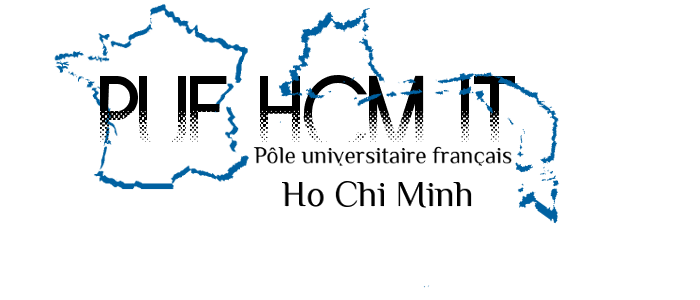 PUF HCM IT
Pôle universitaire français
Ho Chi Minh